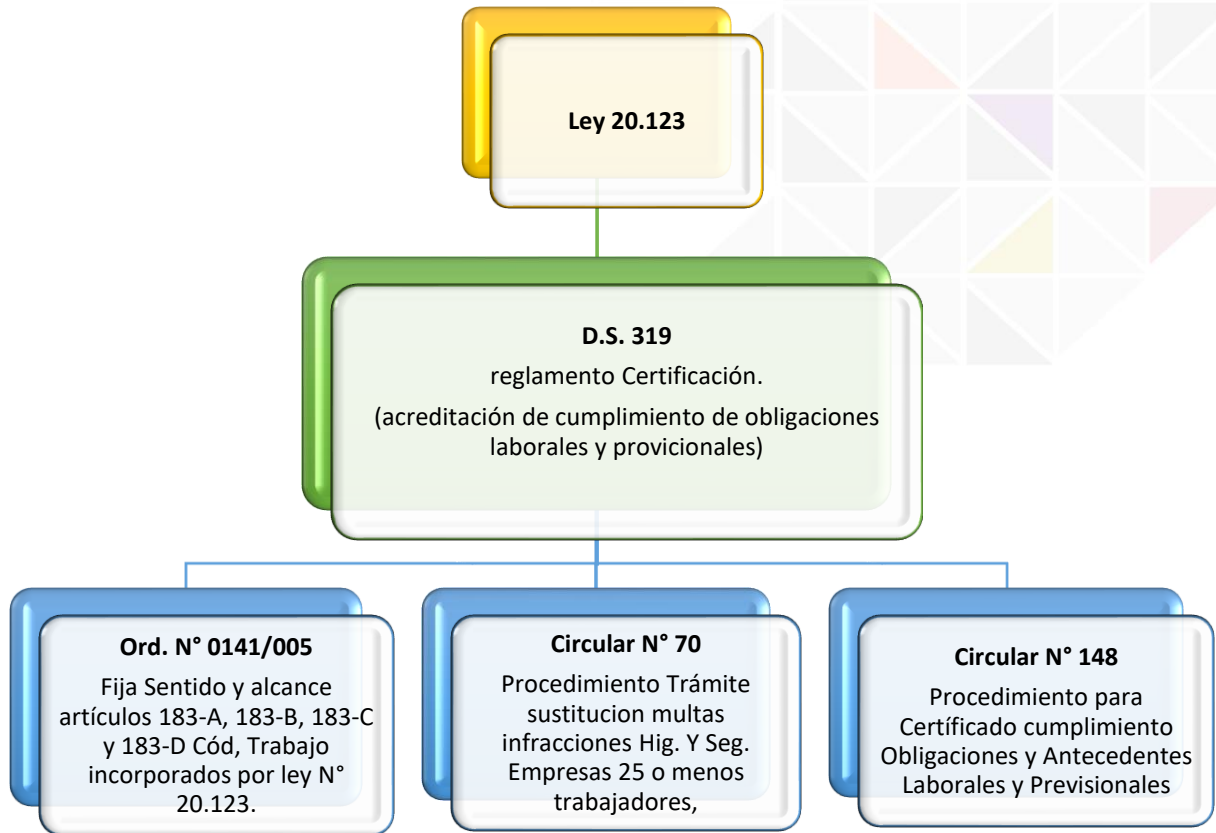 Ley 20.123
D.S. 319
reglamento Certificación.
(acreditación de cumplimiento de obligaciones
laborales y provicionales)
Ord. N° 0141/005
Fija Sentido y alcance
artículos 183-A, 183-B, 183-C
y 183-D Cód, Trabajo
incorporados por ley N°
20.123.
Circular N° 70
Procedimiento Trámite
sustitucion multas
infracciones Hig. Y Seg.
Empresas 25 o menos
trabajadores,
Circular N° 148
Procedimiento para
Certíficado cumplimiento
Obligaciones y Antecedentes
Laborales y Previsionales